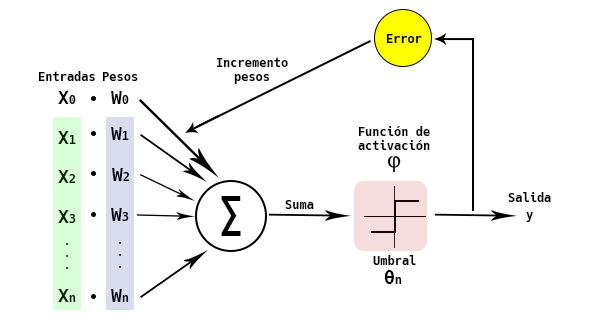 Error
Incremento
pesos
Entradas Pesos
X0 • W0
X1 • W1
X2 • W2
X3 • W3
Xn • Wn
Σ
Suma
Función de
activación
φ
Umbral
θn
Salida
y